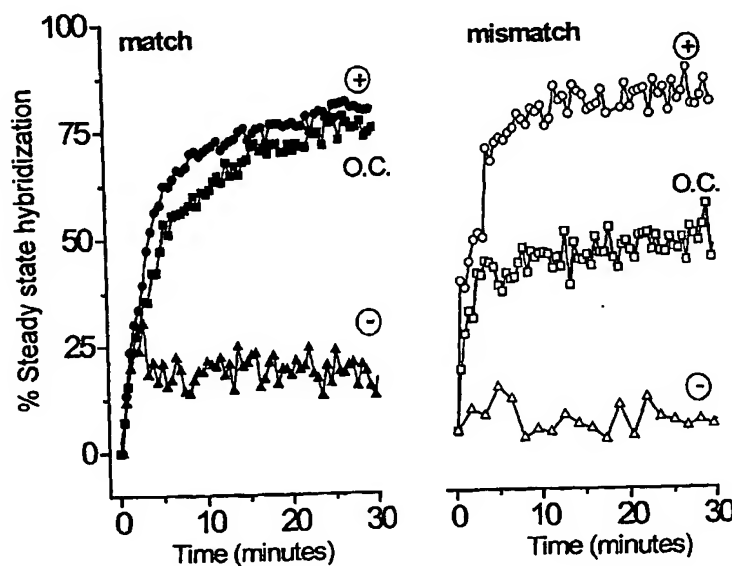 % Steady state hybridization
100
75
50
25
0
match
+
O.C.
-
0 10 20 30
Time (minutes)
mismatch
+
O.C.
-
0 10 20 30
Time (minutes)